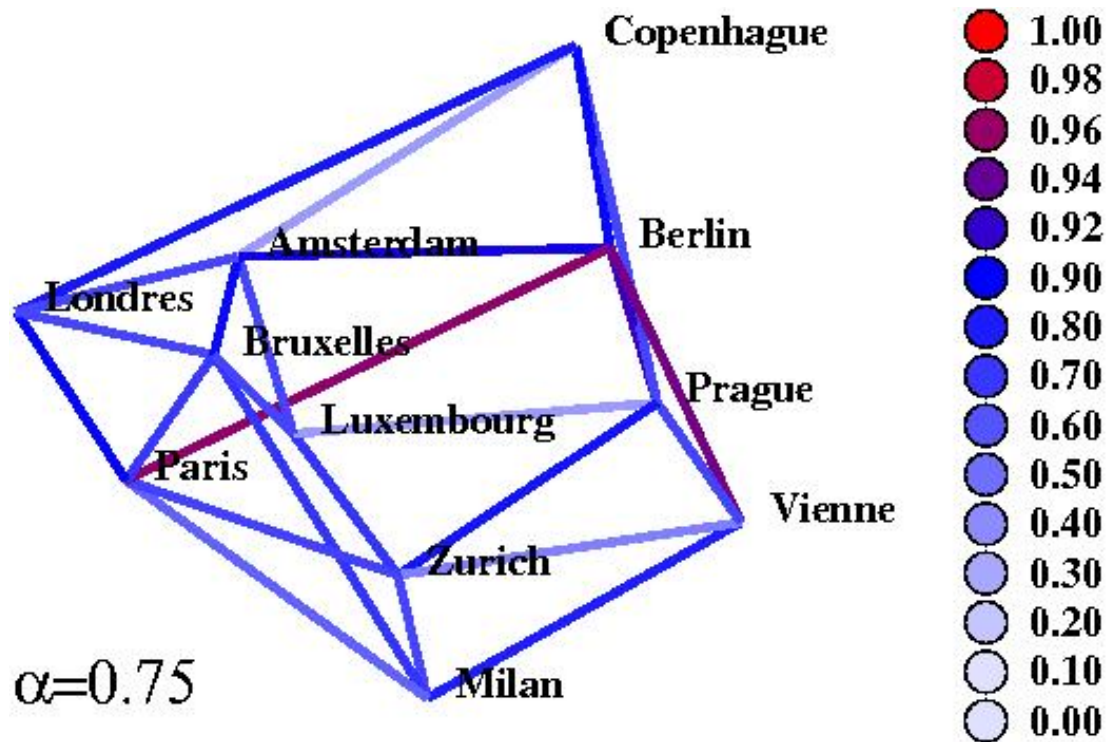 Copenhague
Amsterdam
Berlin
Londres
Bruxelles
Prague
Luxembourg
Paris
Vienne
Zurich
Milan
α=0.75
1.00
0.98
0.96
0.94
0.92
0.90
0.80
0.70
0.60
0.50
0.40
0.30
0.20
0.10
0.00